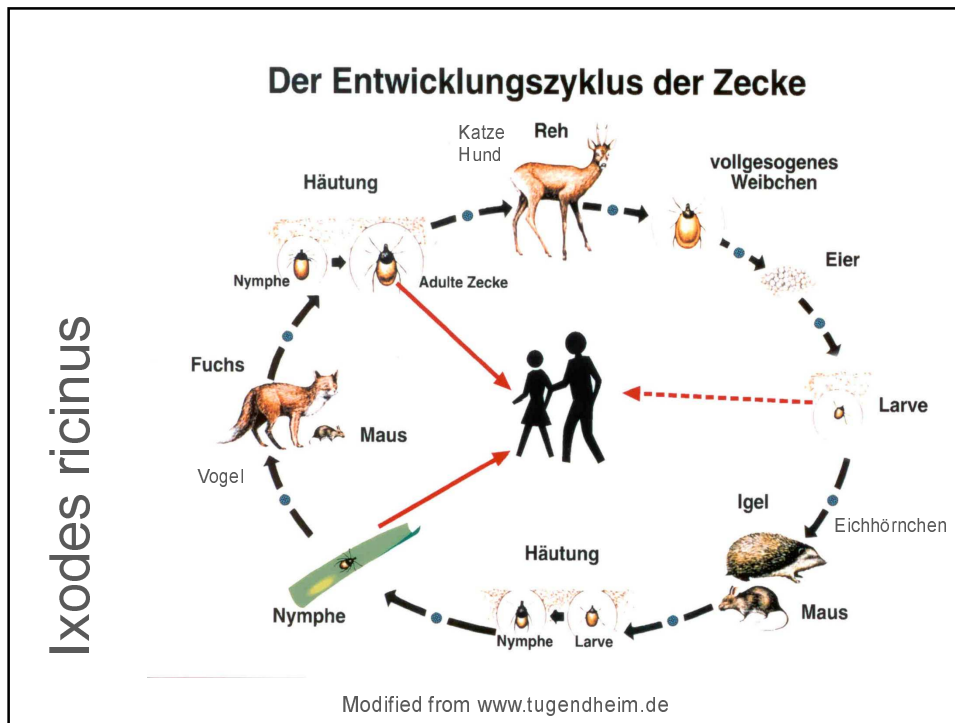 Der Entwicklungszyklus der Zecke
Katze
Hund
Reh
vollgesogenes
Weibchen
Häutung
Nymphe
Adulte Zecke
Eier
Fuchs
Maus
Larve
Vogel
Igel
Eichhörnchen
Maus
Häutung
Nymphe
Larve
Nymphe
Ixodes ricinus
Modified from www.tugendheim.de